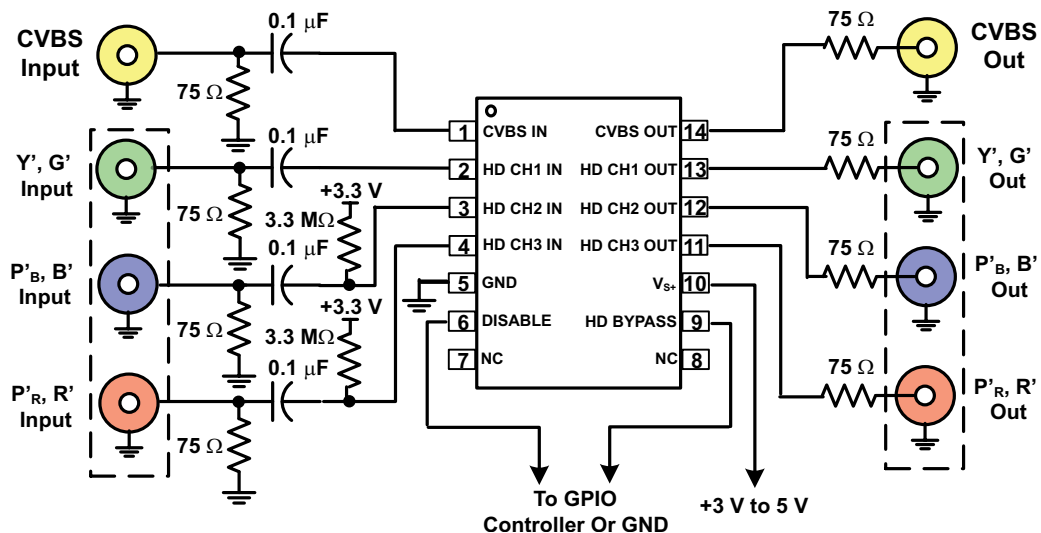 CVBS
Input
0.1 μF
75 Ω
Y', G'
Input
0.1 μF
75 Ω
P'B, B'
Input
0.1 μF
75 Ω
+3.3 V
3.3 MΩ
P'R, R'
Input
0.1 μF
75 Ω
+3.3 V
3.3 MΩ
1 CVBS IN
2 HD CH1 IN
3 HD CH2 IN
4 HD CH3 IN
5 GND
6 DISABLE
7 NC
CVBS OUT 14
HD CH1 OUT 13
HD CH2 OUT 12
HD CH3 OUT 11
VS+ 10
HD BYPASS 9
NC 8
To GPIO
Controller Or GND
+3 V to 5 V
75 Ω
CVBS
Out
75 Ω
Y', G'
Out
75 Ω
P'B, B'
Out
75 Ω
P'R, R'
Out